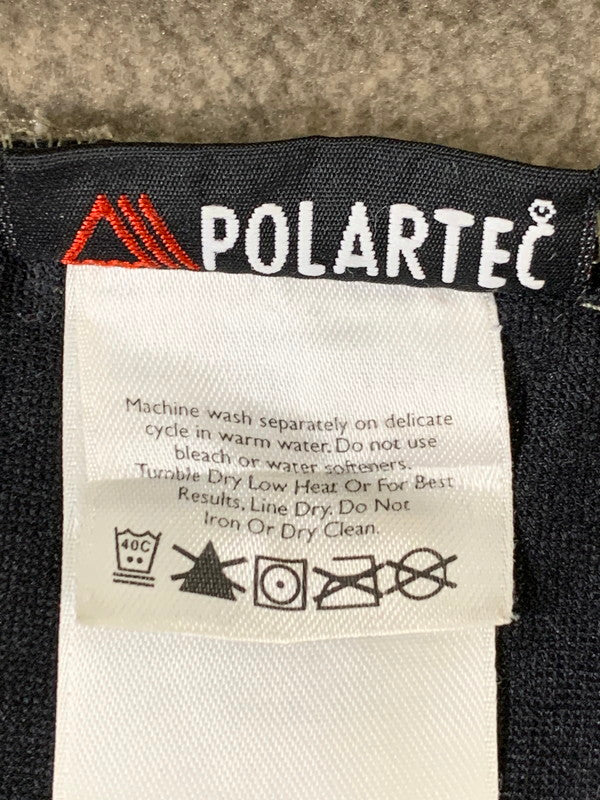 POLARTEC
Machine wash separately on delicate
cycle in warm water. Do not use
bleach or water softeners.
Tumble Dry Low Heat Or For Best
Results, Line Dry. Do Not
Iron Or Dry Clean.
40C